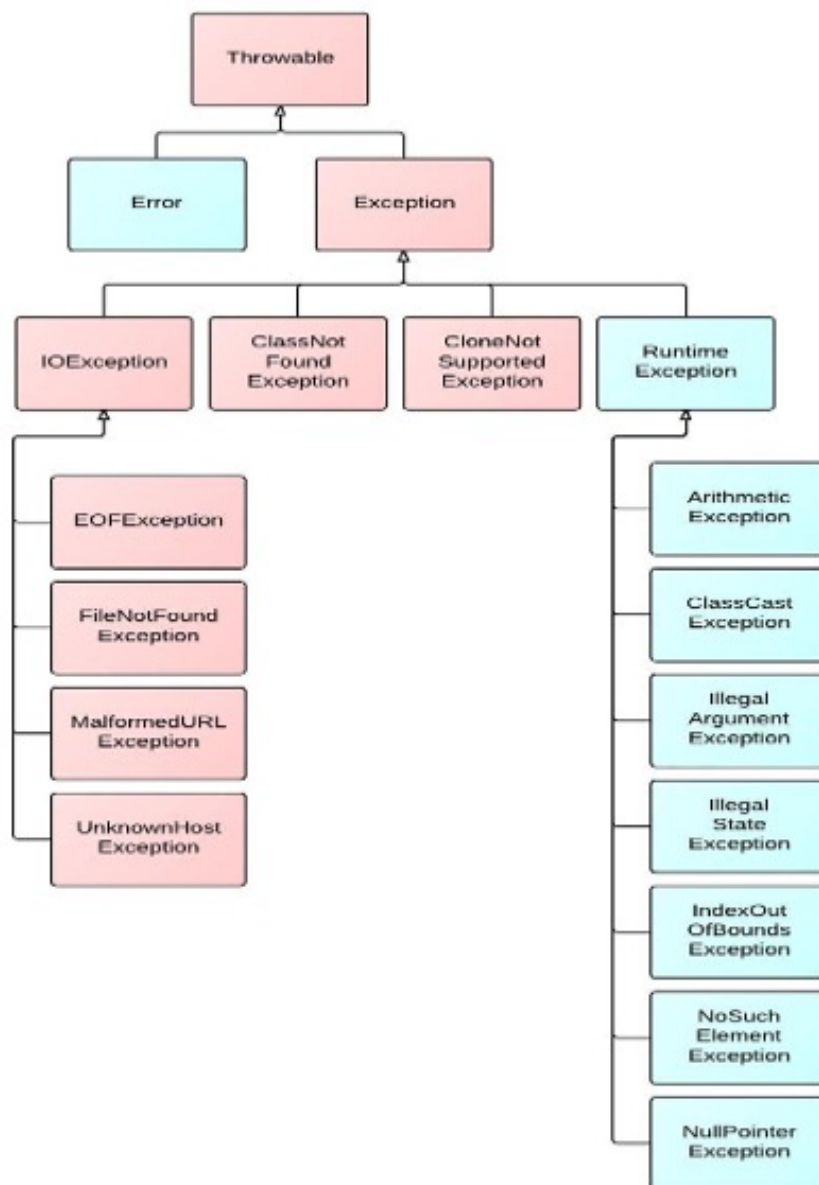 Throwable
Error
Exception
IOException
ClassNot
Found
Exception
CloneNot
Supported
Exception
Runtime
Exception
EOFException
FileNotFound
Exception
MalformedURL
Exception
UnknownHost
Exception
Arithmetic
Exception
ClassCast
Exception
Illegal
Argument
Exception
Illegal
State
Exception
IndexOut
OfBounds
Exception
NoSuch
Element
Exception
NullPointer
Exception